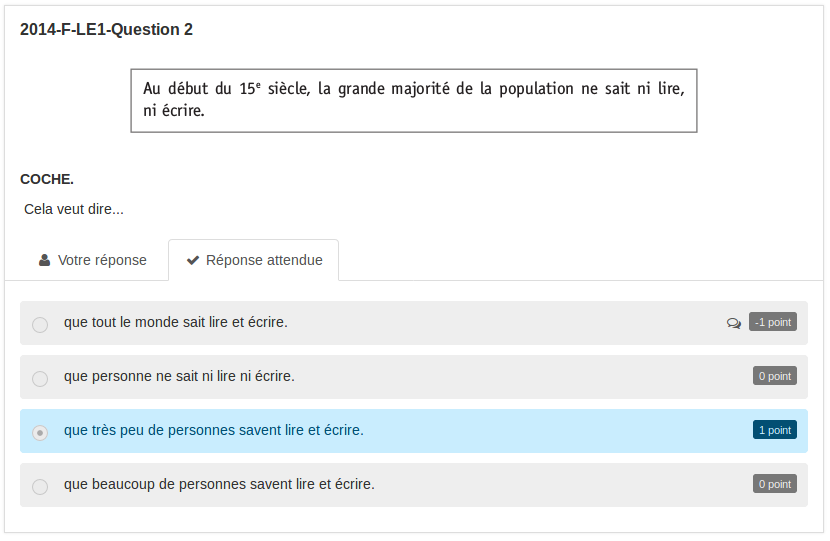 2014-F-LE1-Question 2
Au début du 15e siècle, la grande majorité de la population ne sait ni lire,
ni écrire.
COCHE.
Cela veut dire...
Votre réponse
Réponse attendue
que tout le monde sait lire et écrire.
-1 point
que personne ne sait ni lire ni écrire.
0 point
que très peu de personnes savent lire et écrire.
1 point
que beaucoup de personnes savent lire et écrire.
0 point